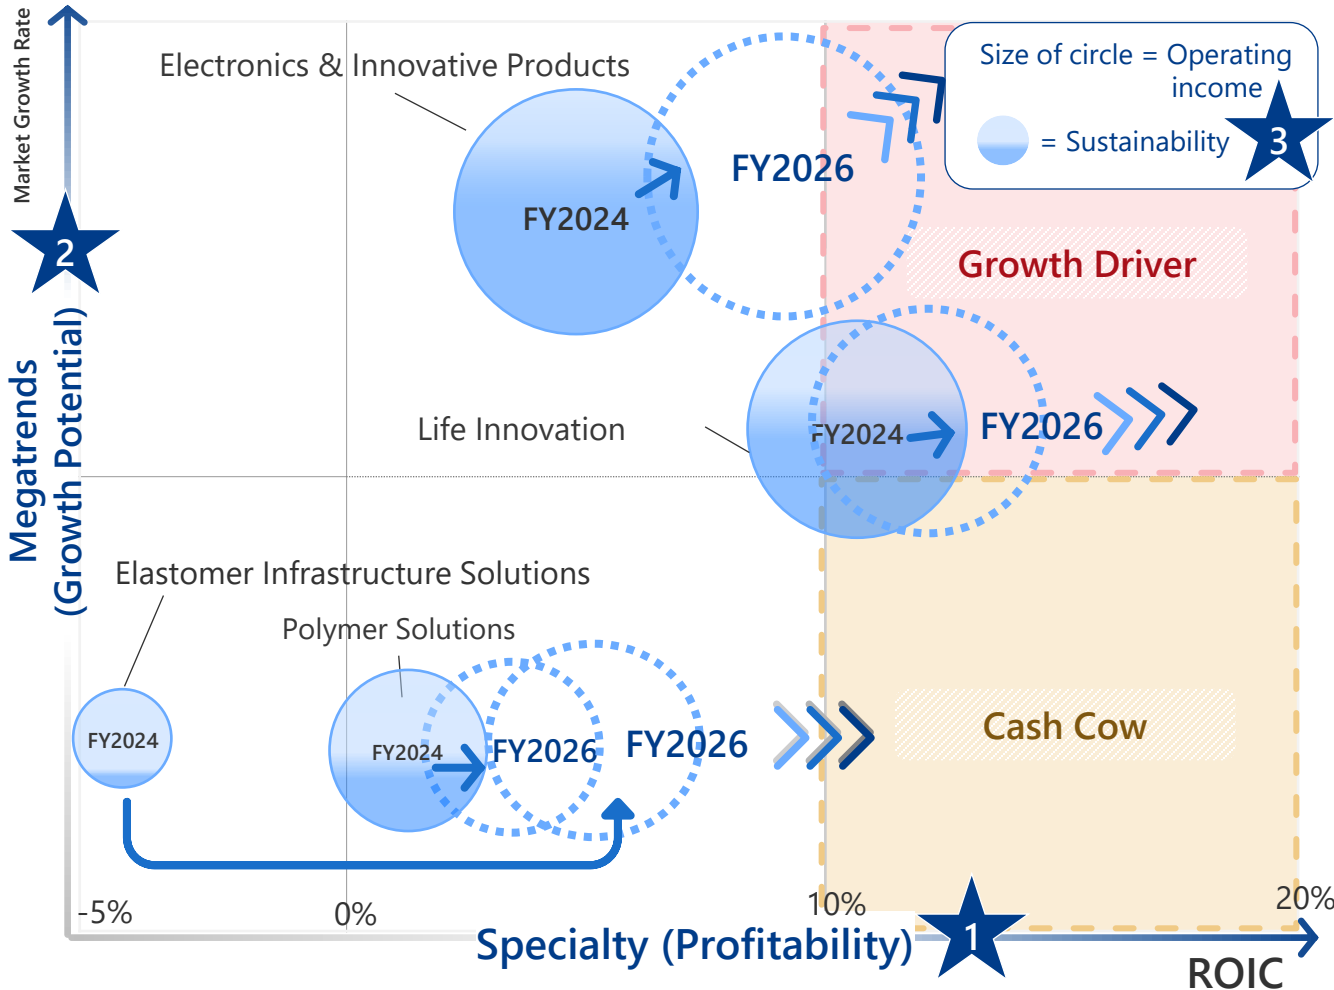 Market Growth Rate
2
Megatrends
(Growth Potential)
Electronics & Innovative Products
FY2024
FY2026
Size of circle = Operating
income
= Sustainability
3
Growth Driver
Life Innovation
FY2024
FY2026
Elastomer Infrastructure Solutions
Polymer Solutions
FY2024
FY2024
FY2026
FY2026
Cash Cow
-5%
0%
10%
20%
Specialty (Profitability)
1
ROIC